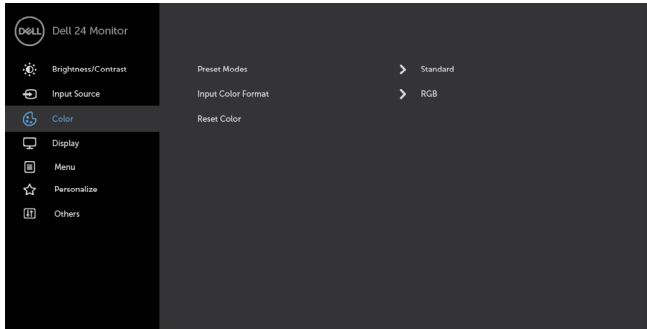 DELL Dell 24 Monitor
Brightness/Contrast Preset Modes Standard
Input Source Input Color Format RGB
Color Reset Color
Display
Menu
Personalize
Others